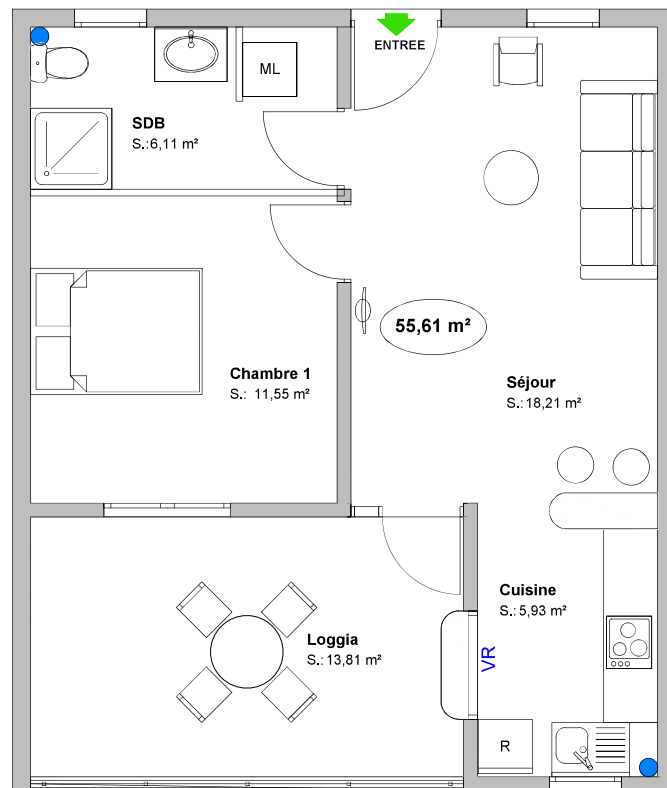 ENTREE
ML
SDB
S.:6,11 m²
55,61 m²
Chambre 1
S.: 11,55 m²
Séjour
S.:18,21 m²
Cuisine
S.:5,93 m²
Loggia
S.:13,81 m²
VR
R